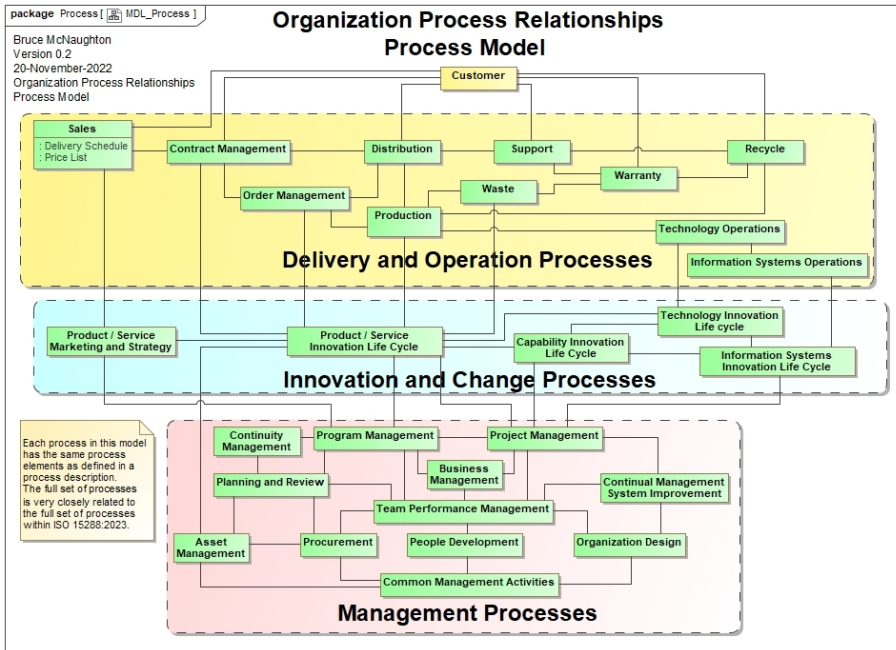 package Process [ MDL_Process ]
Organization Process Relationships
Process Model
Bruce McNaughton
Version 0.2
20-November-2022
Organization Process Relationships
Process Model
Customer
Sales
: Delivery Schedule
: Price List
Contract Management
Distribution
Support
Recycle
Warranty
Order Management
Waste
Production
Technology Operations
Delivery and Operation Processes
Information Systems Operations
Product / Service
Marketing and Strategy
Product / Service
Innovation Life Cycle
Technology Innovation
Life cycle
Capability Innovation
Life Cycle
Information Systems
Innovation Life Cycle
Innovation and Change Processes
Each process in this model
has the same process
elements as defined in a
process description.
The full set of processes
is very closely related to
the full set of processes
within ISO 15288:2023.
Continuity
Management
Program Management
Project Management
Business
Management
Planning and Review
Continual Management
System Improvement
Team Performance Management
Asset
Management
Procurement
People Development
Organization Design
Common Management Activities
Management Processes